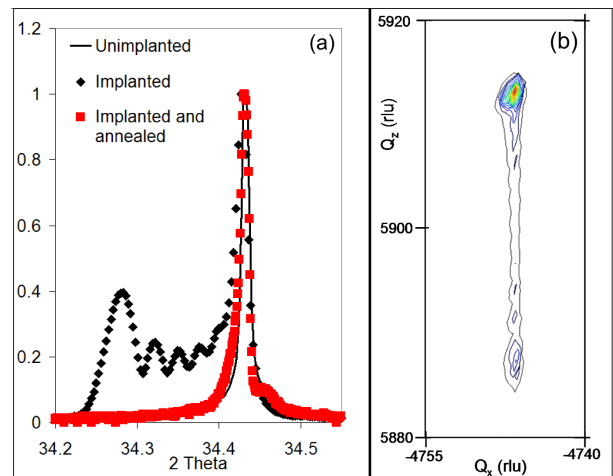 1.2
1
0.8
0.6
0.4
0.2
0
34.2 34.3 34.4 34.5
2 Theta
Unimplanted
Implanted
Implanted and
annealed
(a)
(b)
5920
5900
5880
Qz (rlu)
-4755 -4740
Qx (rlu)